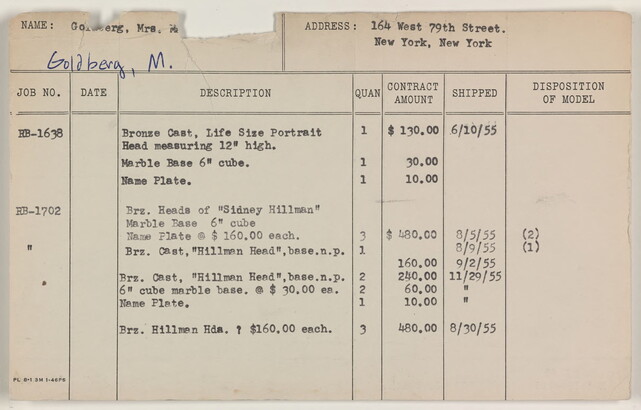 NAME: Goldberg, Mrs. M
ADDRESS: 164 West 79th Street.
New York, New York
Goldberg, M.
JOB NO. DATE DESCRIPTION QUAN CONTRACT AMOUNT SHIPPED DISPOSITION OF MODEL
HB-1638 Bronze Cast, Life Size Portrait 1 $ 130.00 6/10/55
Head measuring 12" high.
Marble Base 6" cube. 1 30.00
Name Plate. 1 10.00
HB-1702 Brz. Heads of "Sidney Hillman"
Marble Base 6" cube
Name Plate @ $ 160.00 each. 3 $ 480.00 8/5/55 (2)
" Brz. Cast,"Hillman Head",base.n.p. 1 8/9/55 (1)
160.00 9/2/55
" Brz. Cast, "Hillman Head",base.n.p. 2 240.00 11/29/55
6" cube marble base. @ $ 30.00 ea. 2 60.00 "
Name Plate. 1 10.00 "
Brz. Hillman Hds. @ $160.00 each. 3 480.00 8/30/55